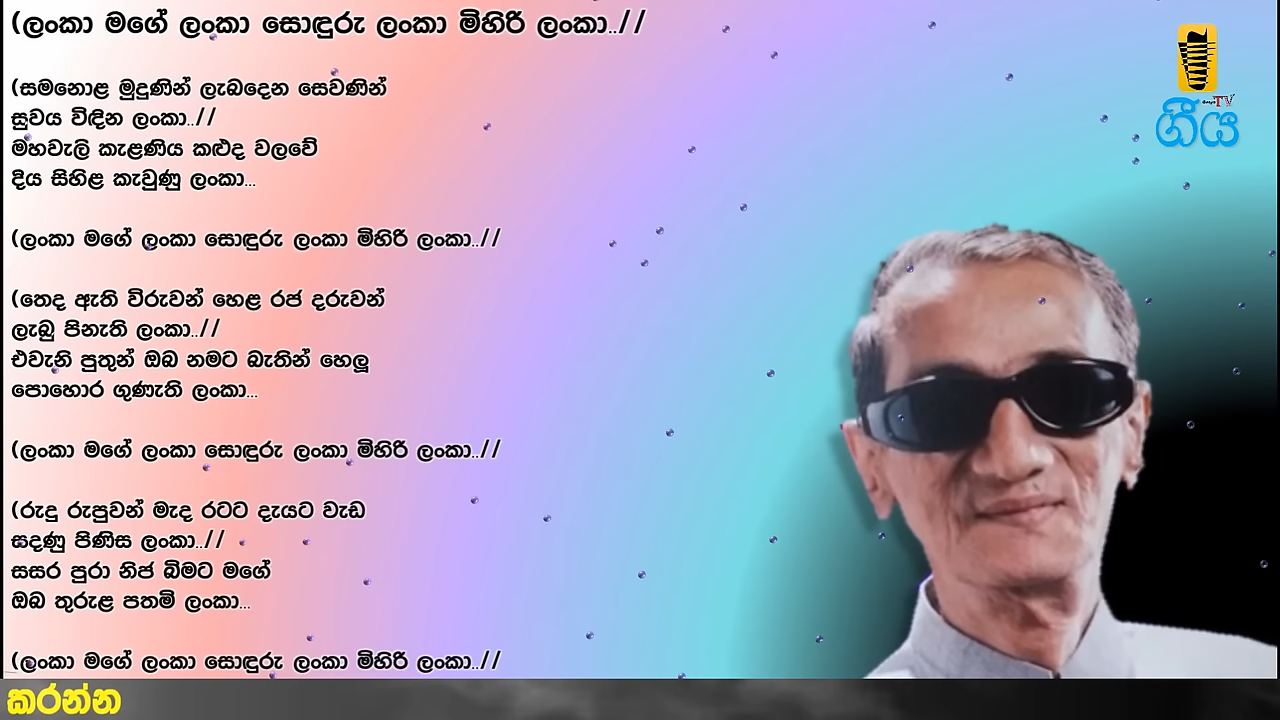 (ලංකා මගේ ලංකා සොඳුරු ලංකා මිහිරි ලංකා..//
(සමනොළ මුදුණින් ලැබදෙන සෙවණින්
සුවය විඳින ලංකා..//
මහවැලි කැළණිය කළුද වලවේ
දිය සිහිළ කැවුණු ලංකා...
(ලංකා මගේ ලංකා සොඳුරු ලංකා මිහිරි ලංකා..//
(තෙද ඇති විරුවන් හෙළ රජ දරුවන්
ලැබු පිනැති ලංකා..//
එවැනි පුතුන් ඔබ නමට බැතින් හෙලූ
පොහොර ගුණැති ලංකා...
(ලංකා මගේ ලංකා සොඳුරු ලංකා මිහිරි ලංකා..//
(රුදු රුපුවන් මැද රටට දැයට වැඩ
සදණු පිණිස ලංකා..//
සසර පුරා නිජ බිමට මගේ
ඔබ තුරුළ පතමි ලංකා...
(ලංකා මගේ ලංකා සොඳුරු ලංකා මිහිරි ලංකා..//
TV
ගීය
කරන්න